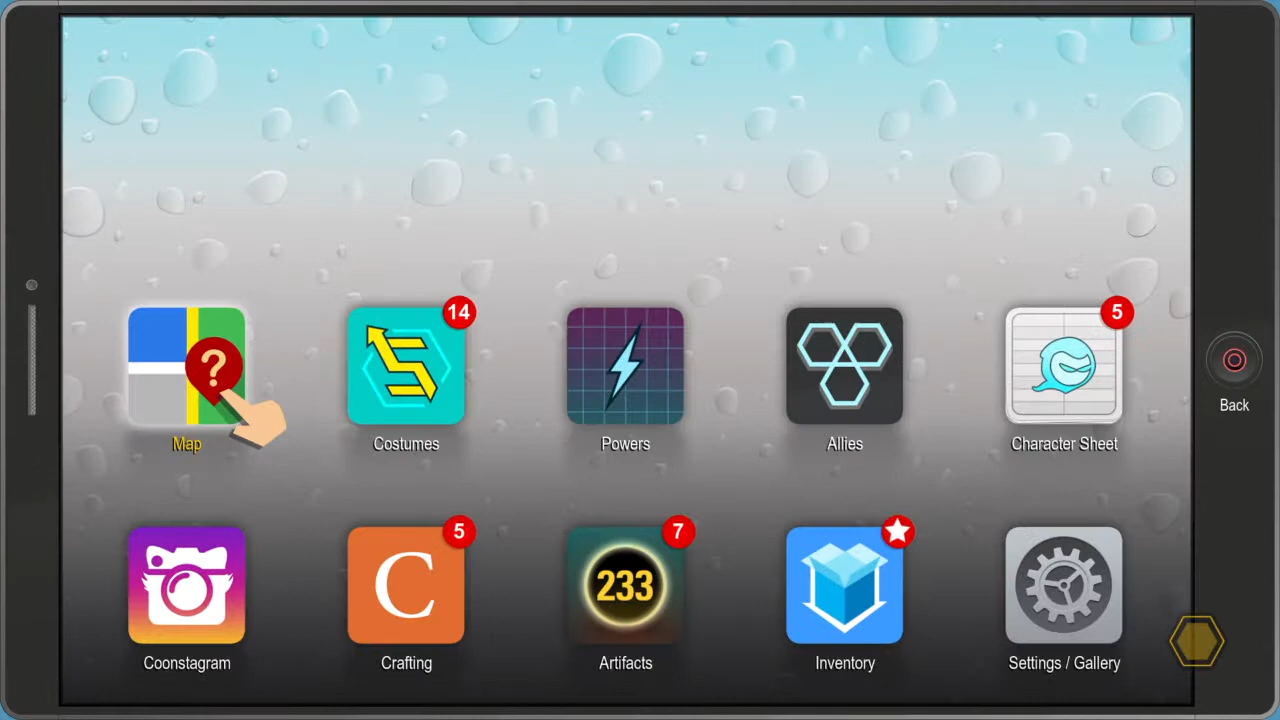 14
5
?
Map
Costumes
Powers
Allies
Character Sheet
Back
5
7
C
233
Coonstagram
Crafting
Artifacts
Inventory
Settings / Gallery